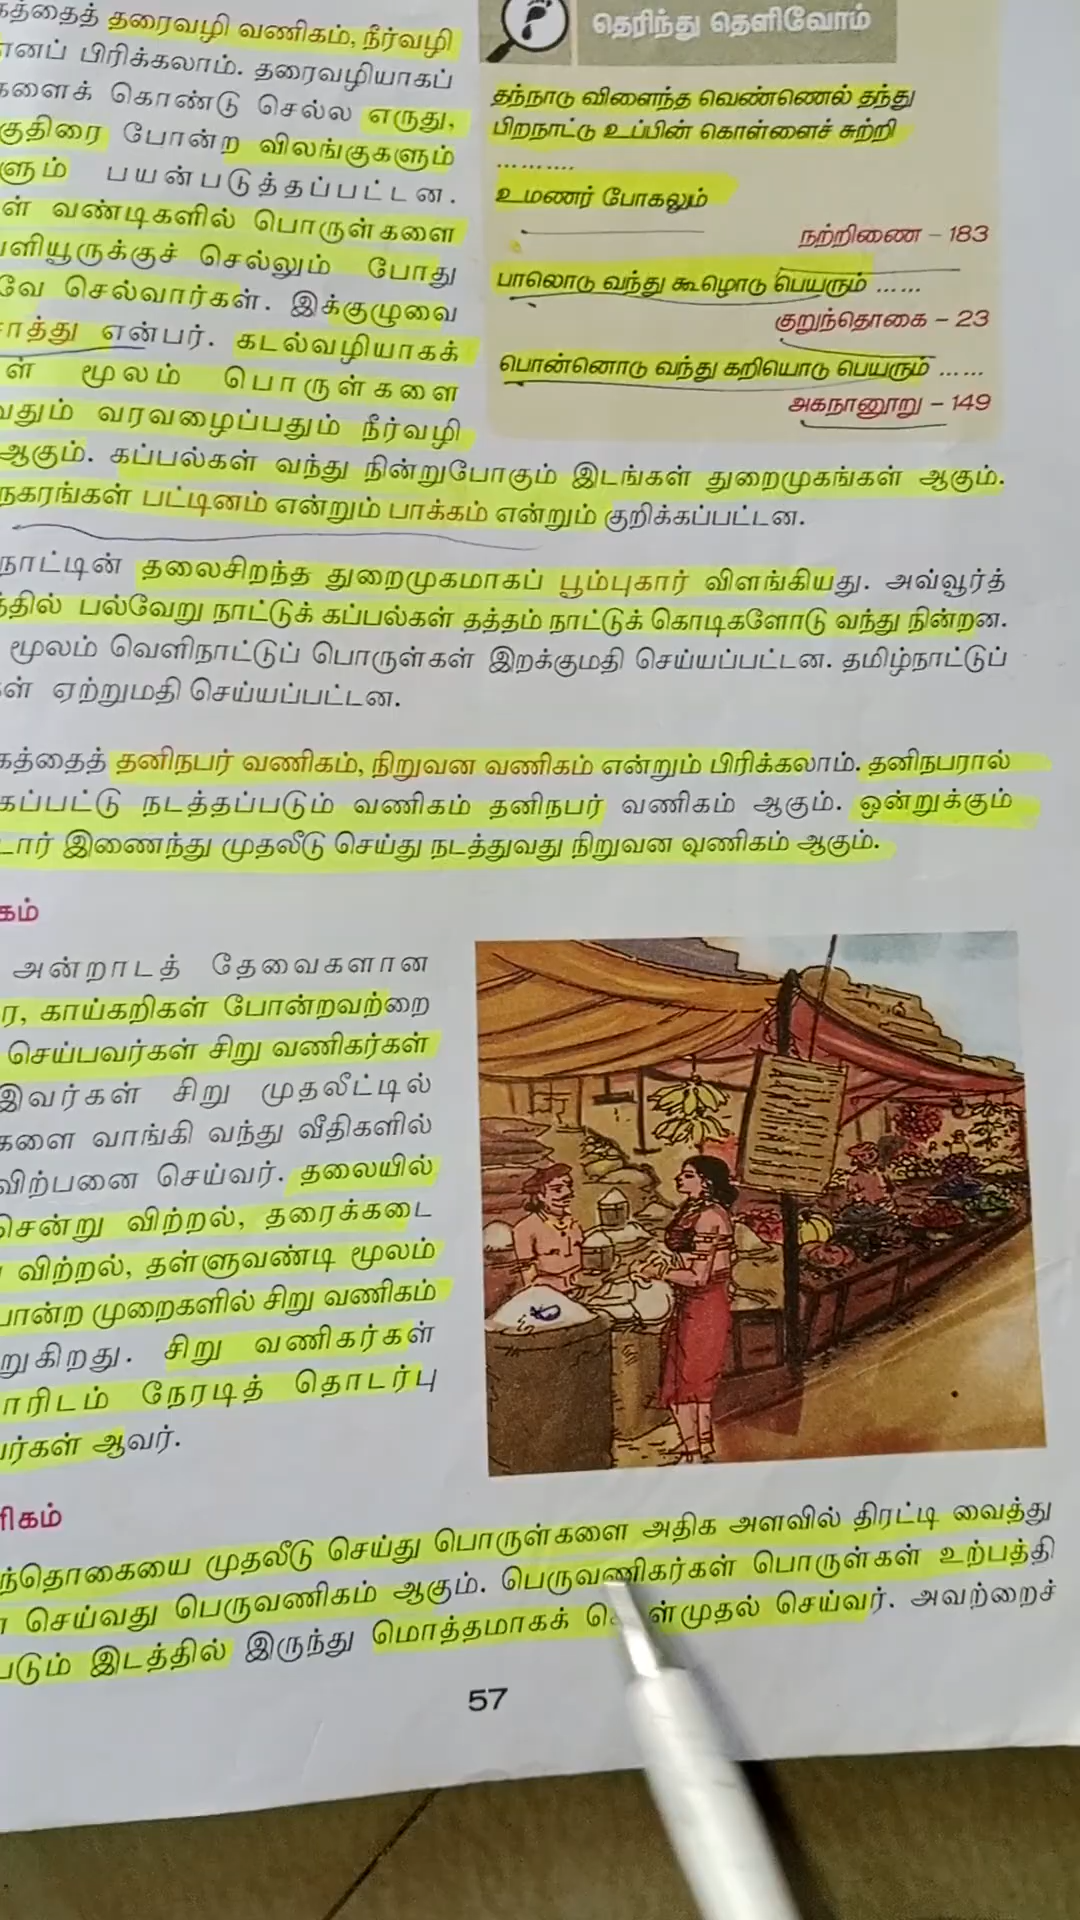 தரைவழி வணிகம், நீர்வழி
எனப் பிரிக்கலாம். தரைவழியாகப்
களைக் கொண்டு செல்ல எருது,
குதிரை போன்ற விலங்குகளும்
ளும் பயன்படுத்தப்பட்டன.
ள் வண்டிகளில் பொருள்களை
செல்லும் போது
வே செல்வார்கள். இக்குழுவை
சாத்து என்பர். கடல்வழியாகக்
ள் மூலம் பொருள்களை
வதும் வரவழைப்பதும் நீர்வழி
ஆகும். கப்பல்கள் வந்து நின்றுபோகும் இடங்கள் துறைமுகங்கள் ஆகும்.
நகரங்கள் பட்டினம் என்றும் பாக்கம் என்றும் குறிக்கப்பட்டன.
தெரிந்து தெளிவோம்
தந்நாடு விளைந்த வெண்ணெல் தந்து
பிறநாட்டு உப்பின் கொள்ளைச் சுற்றி
..........
உமணர் போகலும்
நற்றிணை – 183
பாலொடு வந்து கூழொடு பெயரும் ......
குறுந்தொகை – 23
பொன்னொடு வந்து கறியொடு பெயரும் ......
அகநானூறு – 149
நாட்டின் தலைசிறந்த துறைமுகமாகப் பூம்புகார் விளங்கியது. அவ்வூர்த்
தில் பல்வேறு நாட்டுக் கப்பல்கள் தத்தம் நாட்டுக் கொடிகளோடு வந்து நின்றன.
மூலம் வெளிநாட்டுப் பொருள்கள் இறக்குமதி செய்யப்பட்டன. தமிழ்நாட்டுப்
கள் ஏற்றுமதி செய்யப்பட்டன.
கத்தைத் தனிநபர் வணிகம், நிறுவன வணிகம் என்றும் பிரிக்கலாம். தனிநபரால்
கப்பட்டு நடத்தப்படும் வணிகம் தனிநபர் வணிகம் ஆகும். ஒன்றுக்கும்
டார் இணைந்து முதலீடு செய்து நடத்துவது நிறுவன வணிகம் ஆகும்.
கம்
அன்றாடத் தேவைகளான
ரை, காய்கறிகள் போன்றவற்றை
செய்பவர்கள் சிறு வணிகர்கள்
இவர்கள் சிறு முதலீட்டில்
களை வாங்கி வந்து வீதிகளில்
விற்பனை செய்வர். தலையில்
சென்று விற்றல், தரைக்கடை
விற்றல், தள்ளுவண்டி மூலம்
போன்ற முறைகளில் சிறு வணிகம்
றுகிறது. சிறு வணிகர்கள்
ாரிடம் நேரடித் தொடர்பு
வர்கள் ஆவர்.
ணிகம்
ந்தொகையை முதலீடு செய்து பொருள்களை அதிக அளவில் திரட்டி வைத்து
செய்வது பெருவணிகம் ஆகும். பெருவணிகர்கள் பொருள்கள் உற்பத்தி
படும் இடத்தில் இருந்து மொத்தமாகக் செய்வர். அவற்றைச்
57